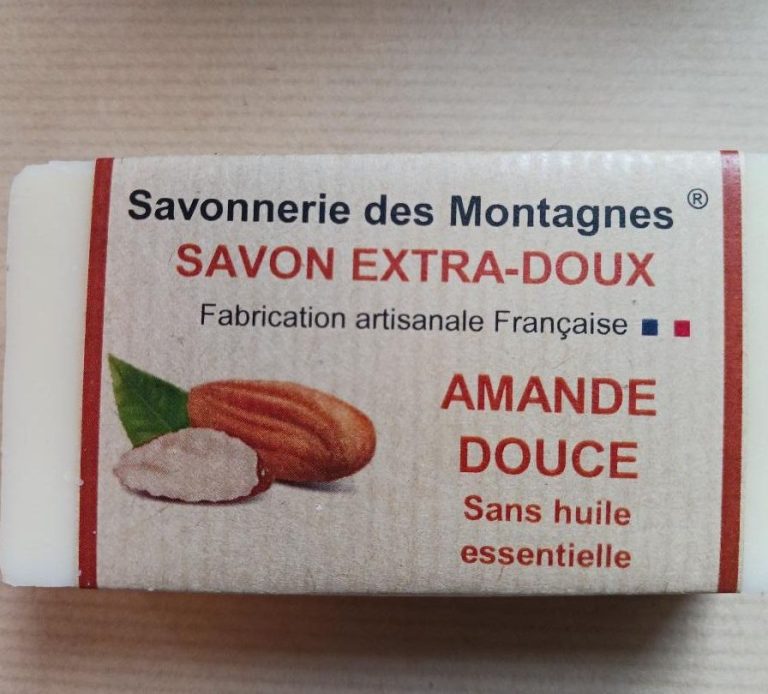 Savonnerie des Montagnes ®
SAVON EXTRA-DOUX
Fabrication artisanale Française
AMANDE
DOUCE
Sans huile
essentielle